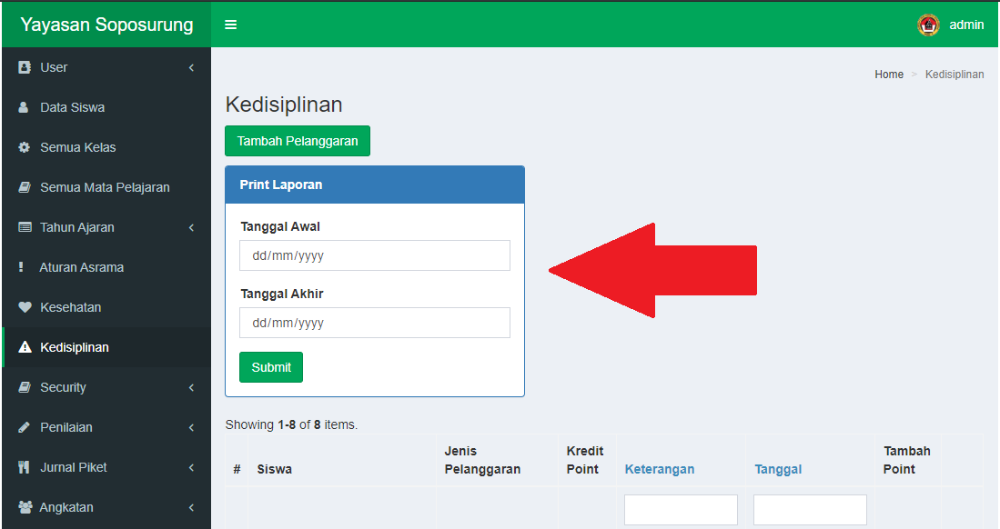 Yayasan Soposurung
admin
User
Data Siswa
Semua Kelas
Semua Mata Pelajaran
Tahun Ajaran
Aturan Asrama
Kesehatan
Kedisiplinan
Security
Penilaian
Jurnal Piket
Angkatan
Home > Kedisiplinan
Kedisiplinan
Tambah Pelanggaran
Print Laporan
Tanggal Awal
dd/mm/yyyy
Tanggal Akhir
dd/mm/yyyy
Submit
Showing 1-8 of 8 items.
# Siswa Jenis Pelanggaran Kredit Point Keterangan Tanggal Tambah Point